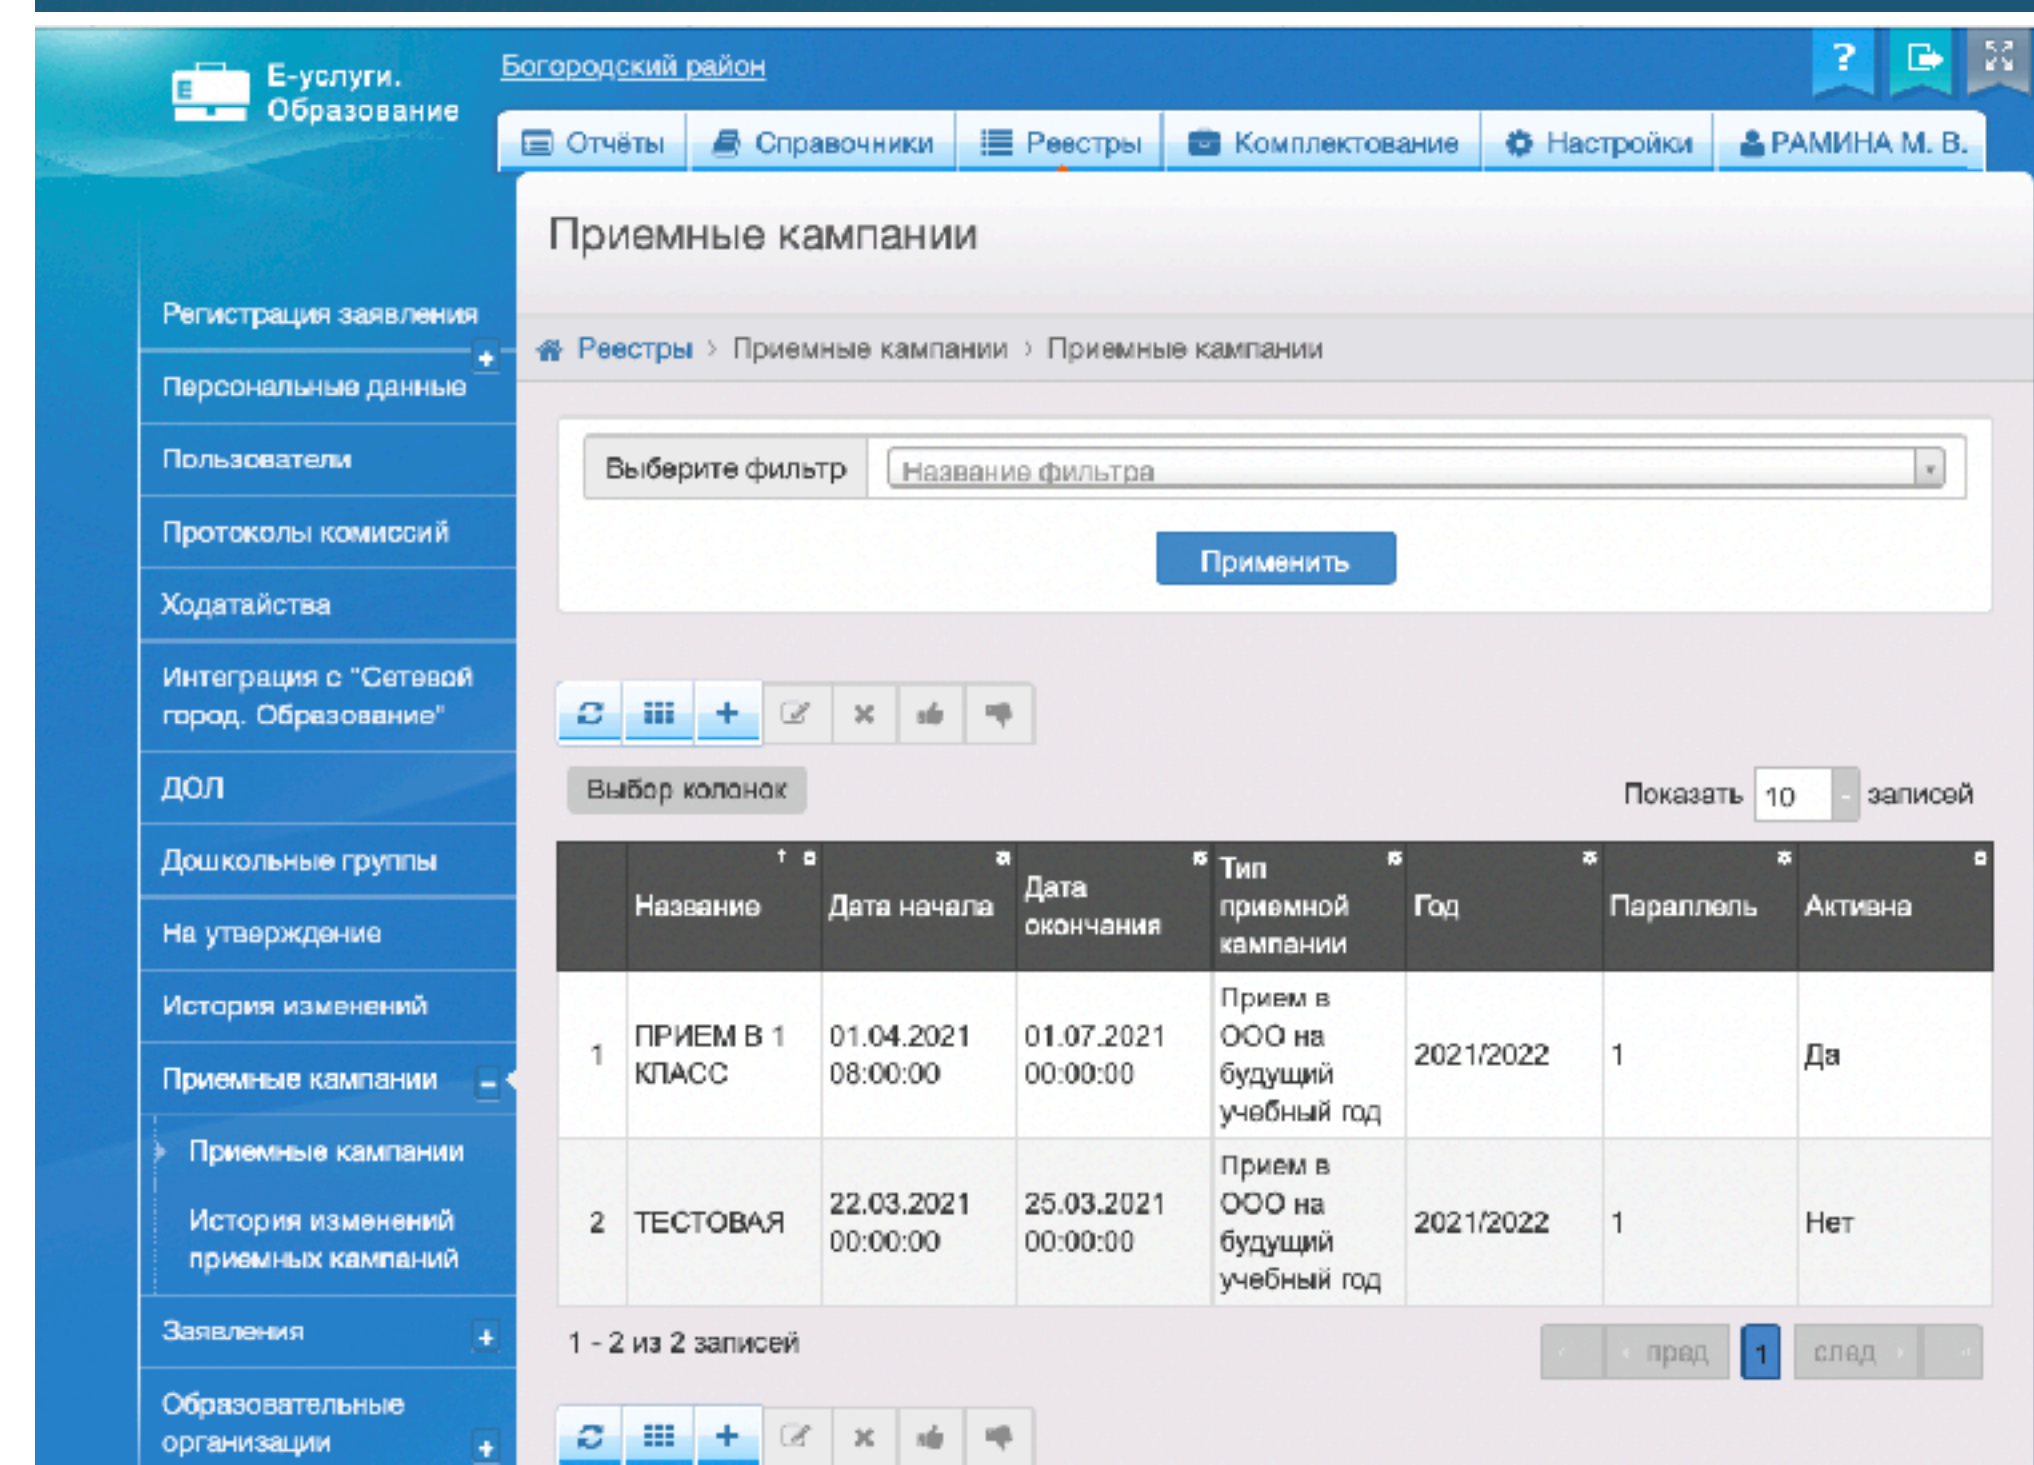 Е-услуги.
Образование
Богородский район
?
Отчёты
Справочники
Реестры
Комплектование
Настройки
РАМИНА М. В.
Приемные кампании
Реестры > Приемные кампании > Приемные кампании
Регистрация заявления
Персональные данные
Пользователи
Протоколы комиссий
Ходатайства
Интеграция с "Сетевой
город. Образование"
ДОЛ
Дошкольные группы
На утверждение
История изменений
Приемные кампании
Приемные кампании
История изменений
приемных кампаний
Заявления
Образовательные
организации
Выберите фильтр
Название фильтра
Применить
Выбор колонок
Показать 10 записей
Название
Дата начала
Дата
окончания
Тип
приемной
кампании
Год
Параллель
Активна
1
ПРИЕМ В 1
КЛАСС
01.04.2021
08:00:00
01.07.2021
00:00:00
Прием в
ООО на
будущий
учебный год
2021/2022
1
Да
2
ТЕСТОВАЯ
22.03.2021
00:00:00
25.03.2021
00:00:00
Прием в
ООО на
будущий
учебный год
2021/2022
1
Нет
1 - 2 из 2 записей
пред
1
след